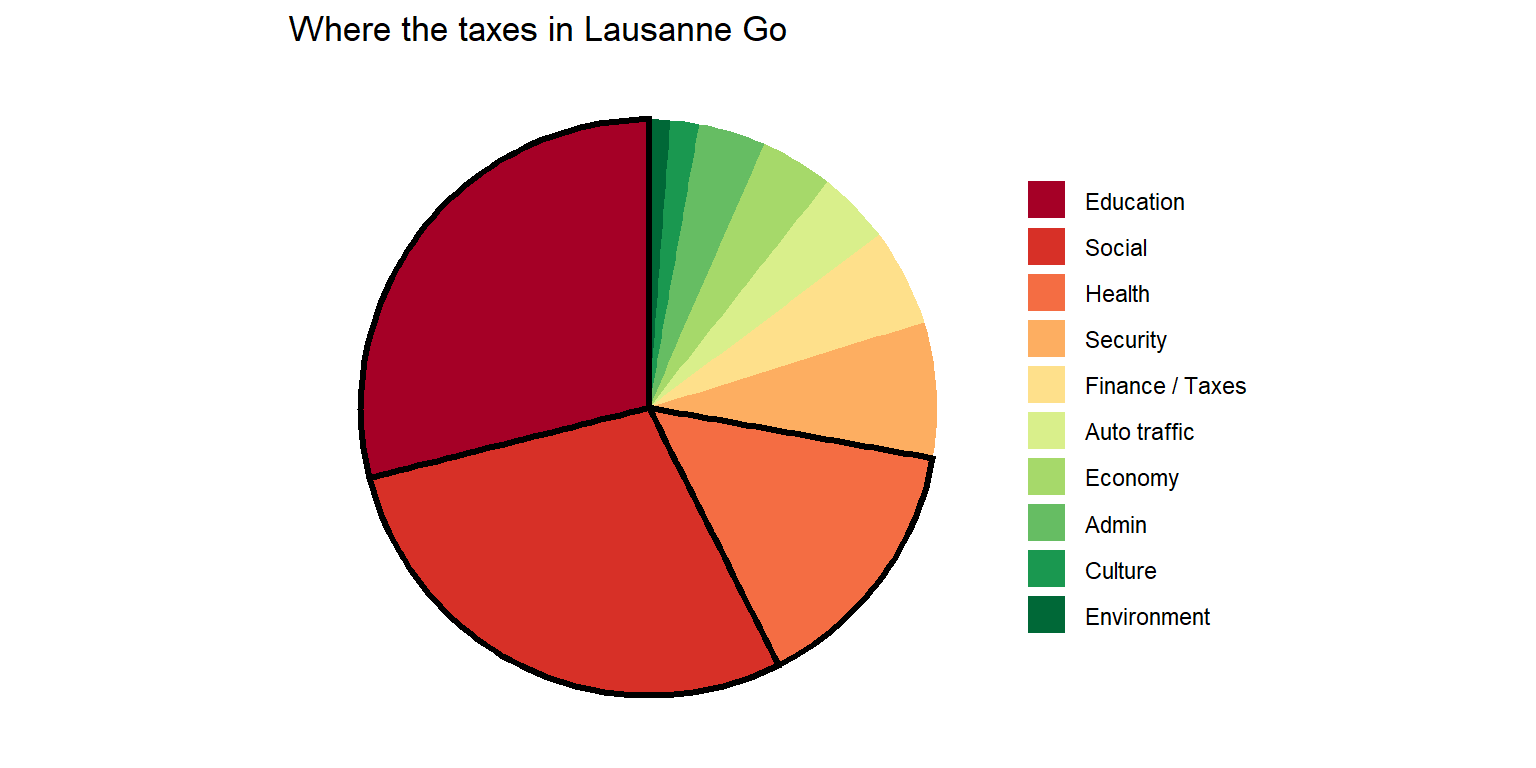 Where the taxes in Lausanne Go
Education
Social
Health
Security
Finance / Taxes
Auto traffic
Economy
Admin
Culture
Environment